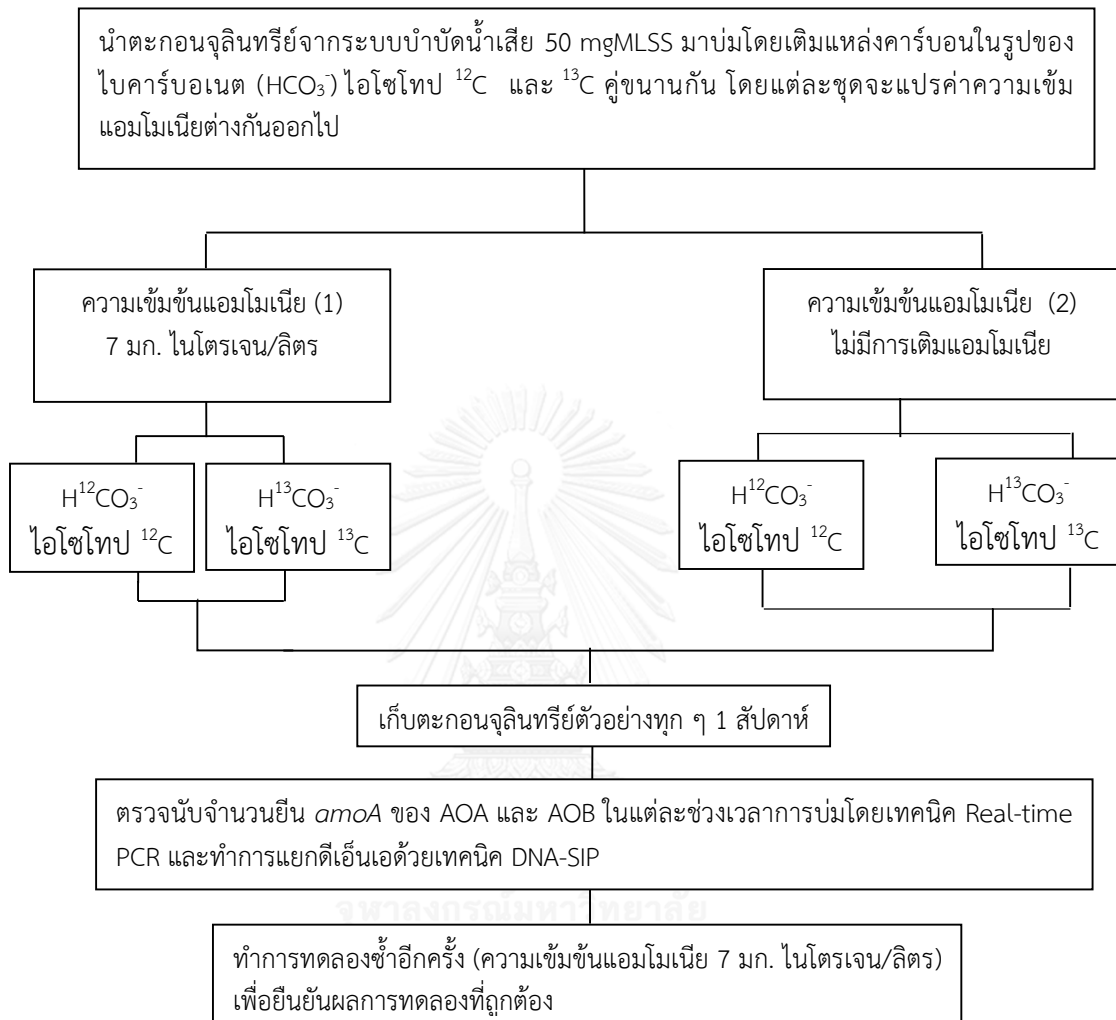 นำตะกอนจุลินทรีย์จากระบบบำบัดน้ำเสีย 50 mgMLSS มาบ่มโดยเติมแหล่งคาร์บอนในรูปของ
ไบคาร์บอเนต (HCO₃⁻) ไอโซโทป ¹²C และ ¹³C คู่ขนานกัน โดยแต่ละชุดจะแปรค่าความเข้ม
แอมโมเนียต่างกันออกไป
ความเข้มข้นแอมโมเนีย (1)
7 มก. ไนโตรเจน/ลิตร
ความเข้มข้นแอมโมเนีย (2)
ไม่มีการเติมแอมโมเนีย
H¹²CO₃⁻
ไอโซโทป ¹²C
H¹³CO₃⁻
ไอโซโทป ¹³C
H¹²CO₃⁻
ไอโซโทป ¹²C
H¹³CO₃⁻
ไอโซโทป ¹³C
เก็บตะกอนจุลินทรีย์ตัวอย่างทุก ๆ 1 สัปดาห์
ตรวจนับจำนวนยีน amoA ของ AOA และ AOB ในแต่ละช่วงเวลาการบ่มโดยเทคนิค Real-time
PCR และทำการแยกดีเอ็นเอด้วยเทคนิค DNA-SIP
จุฬาลงกรณ์มหาวิทยาลัย
ทำการทดลองซ้ำอีกครั้ง (ความเข้มข้นแอมโมเนีย 7 มก. ไนโตรเจน/ลิตร)
เพื่อยืนยันผลการทดลองที่ถูกต้อง